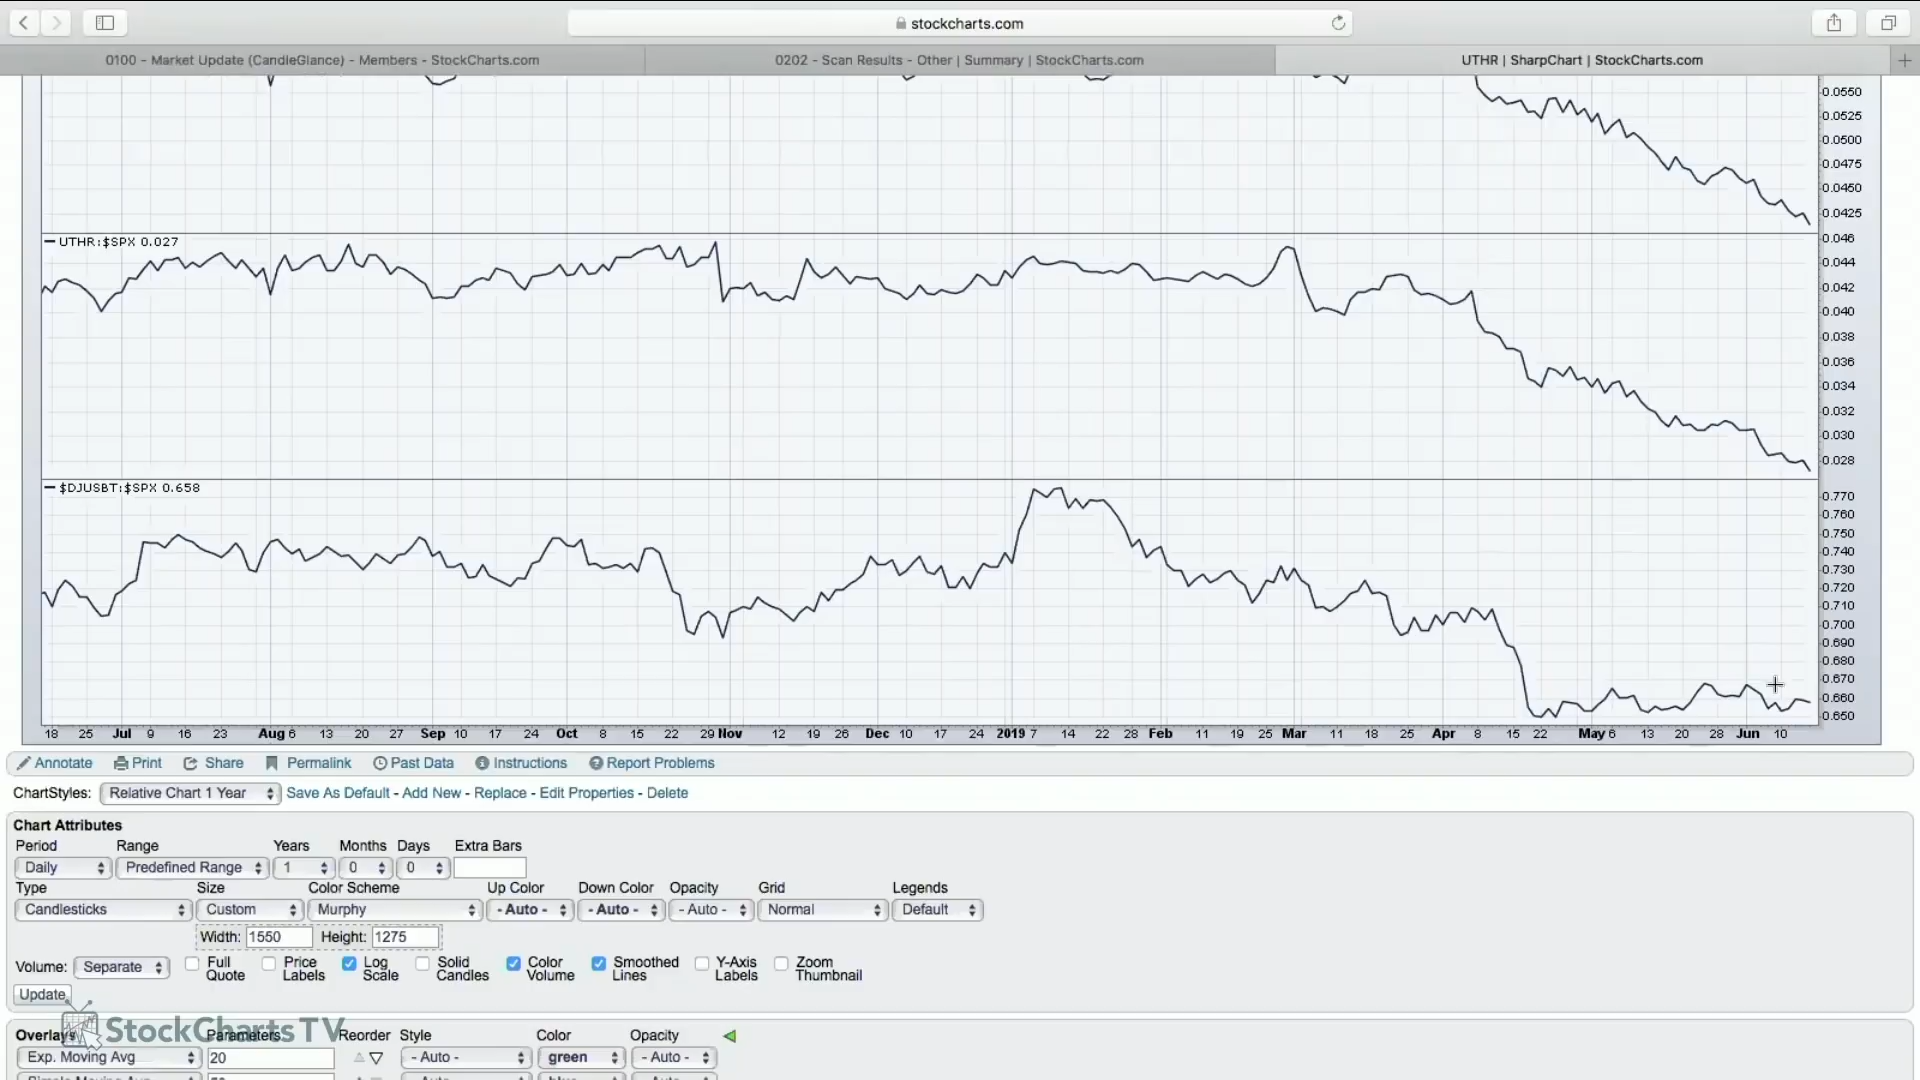 stockcharts.com
0100 - Market Update (CandleGlance) - Members - StockCharts.com
0202 - Scan Results - Other | Summary | StockCharts.com
UTHR | SharpChart | StockCharts.com
0.0550
0.0525
0.0500
0.0475
0.0450
0.0425
UTHR:$SPX 0.027
0.046
0.044
0.042
0.040
0.038
0.036
0.034
0.032
0.030
0.028
$DJUSBT:$SPX 0.658
0.770
0.760
0.750
0.740
0.730
0.720
0.710
0.700
0.690
0.680
0.670
0.660
0.650
18 25 Jul 9 16 23 Aug 6 13 20 27 Sep 10 17 24 Oct 8 15 22 29 Nov 12 19 26 Dec 10 17 24 2019 7 14 22 28 Feb 11 19 25 Mar 11 18 25 Apr 8 15 22 May 6 13 20 28 Jun 10
Annotate Print Share Permalink Past Data Instructions Report Problems
ChartStyles: Relative Chart 1 Year Save As Default - Add New - Replace - Edit Properties - Delete
Chart Attributes
Period Range Years Months Days Extra Bars
Daily Predefined Range 1 0 0
Type Size Color Scheme Up Color Down Color Opacity Grid Legends
Candlesticks Custom Murphy - Auto - - Auto - - Auto - Normal Default
Width: 1550 Height: 1275
Volume: Separate Full Quote Price Labels Log Scale Solid Candles Color Volume Smoothed Lines Y-Axis Labels Zoom Thumbnail
Update
StockCharts TV
Overlays Parameters Reorder Style Color Opacity
Exp. Moving Avg 20 - Auto - green - Auto -